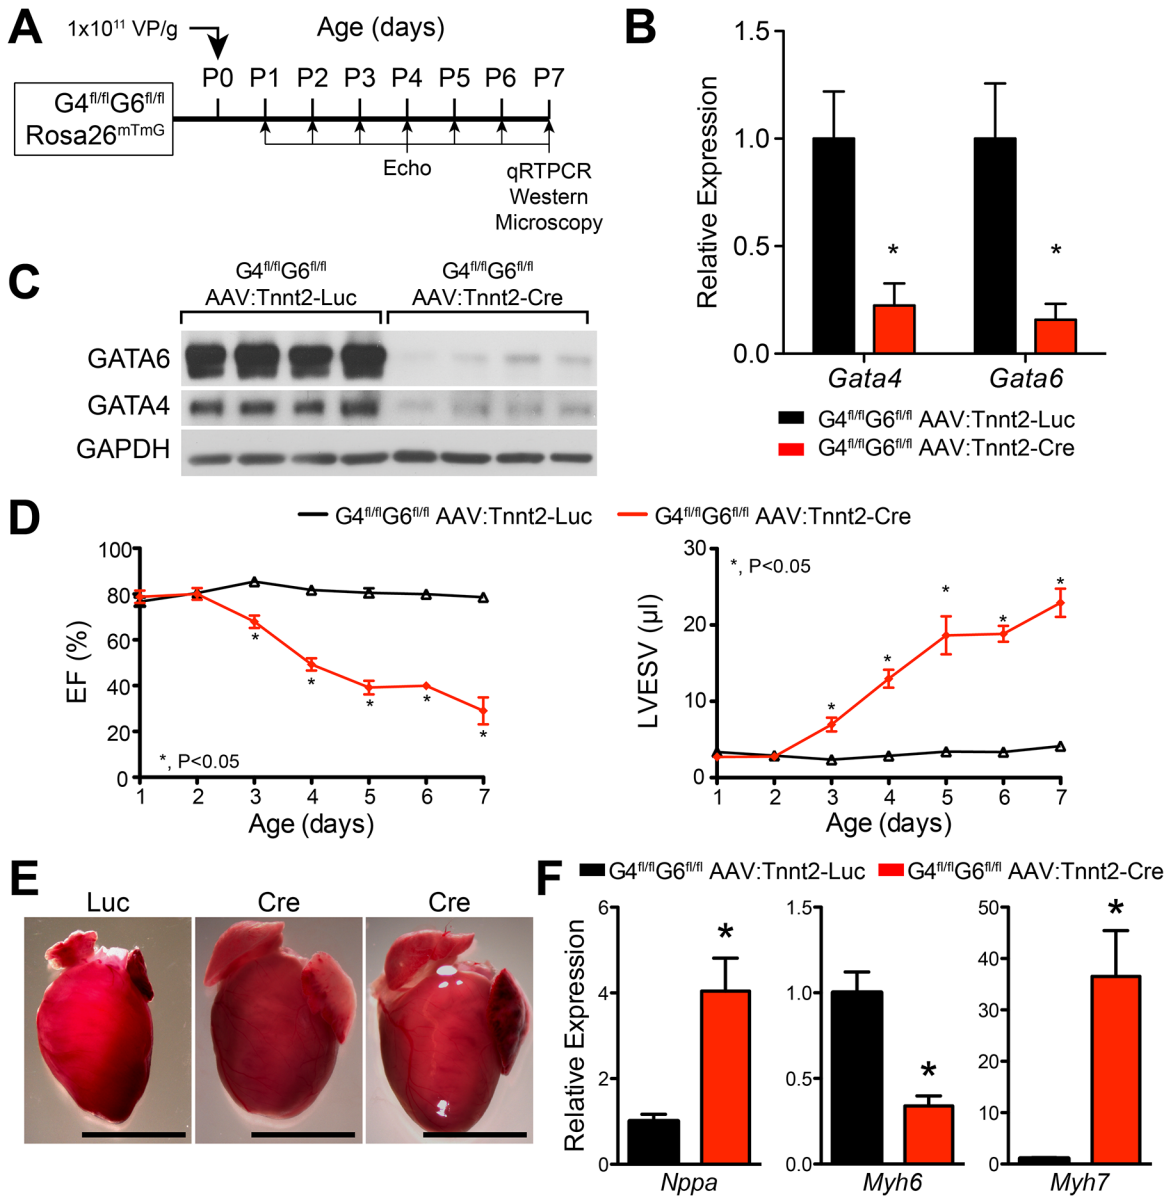 A
1x10¹¹ VP/g
Age (days)
P0 P1 P2 P3 P4 P5 P6 P7
G4fl/flG6fl/fl
Rosa26mTmG
Echo
qRTPCR
Western
Microscopy
B
Relative Expression
1.5
1.0
0.5
0.0
* *
Gata4 Gata6
G4fl/flG6fl/fl AAV:Tnnt2-Luc
G4fl/flG6fl/fl AAV:Tnnt2-Cre
C
G4fl/flG6fl/fl G4fl/flG6fl/fl
AAV:Tnnt2-Luc AAV:Tnnt2-Cre
GATA6
GATA4
GAPDH
D
G4fl/flG6fl/fl AAV:Tnnt2-Luc G4fl/flG6fl/fl AAV:Tnnt2-Cre
EF (%)
100
80
60
40
20
0
* * * * *
*, P<0.05
1 2 3 4 5 6 7
Age (days)
LVESV (µl)
30
20
10
0
*, P<0.05
* * * * *
1 2 3 4 5 6 7
Age (days)
E
Luc Cre Cre
F
G4fl/flG6fl/fl AAV:Tnnt2-Luc G4fl/flG6fl/fl AAV:Tnnt2-Cre
Relative Expression
6
4
2
0
*
Nppa
1.5
1.0
0.5
0.0
*
Myh6
50
40
30
20
10
0
*
Myh7